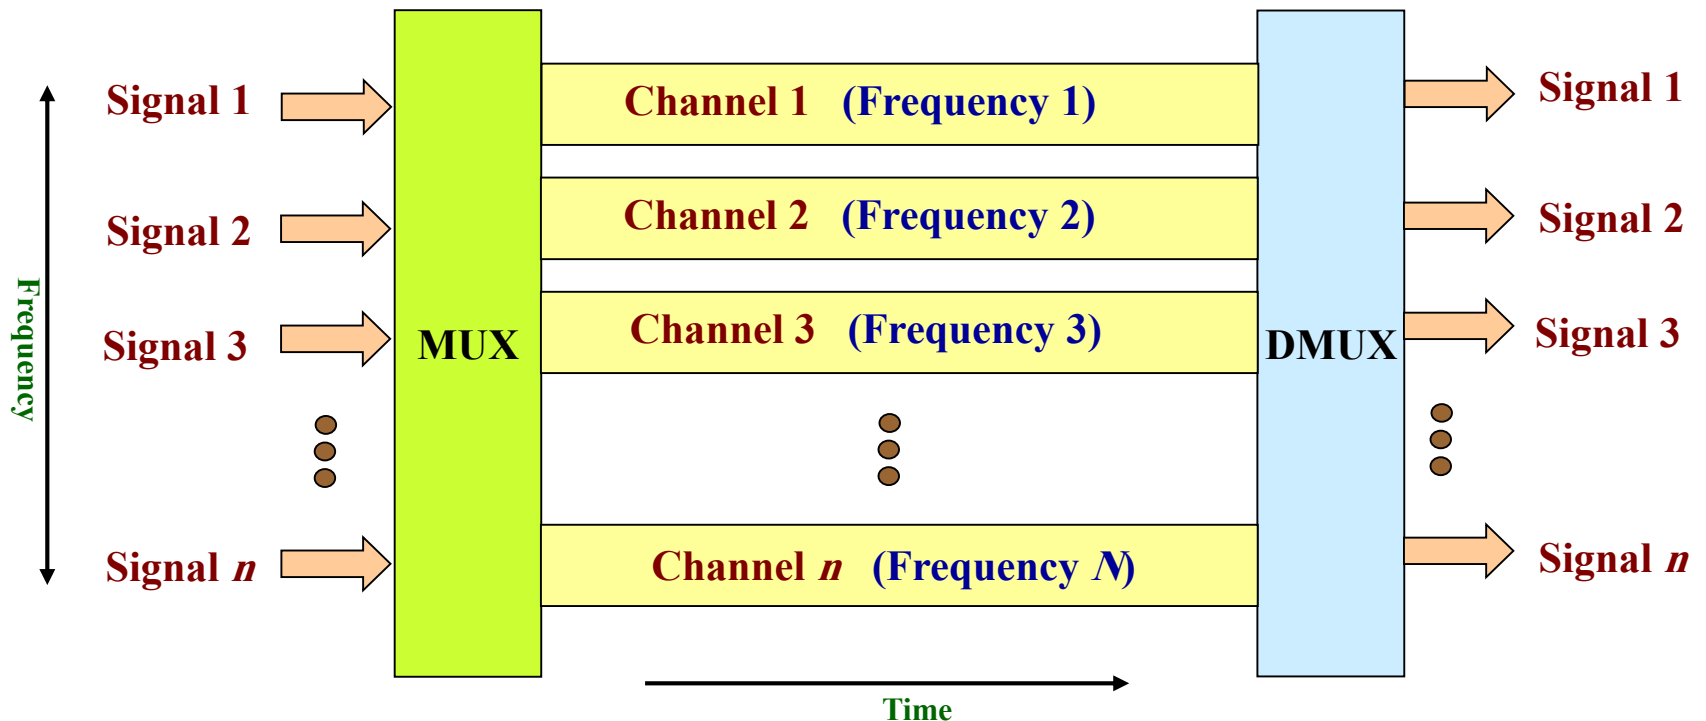 Signal 1
Channel 1 (Frequency 1)
Signal 1
Signal 2
Channel 2 (Frequency 2)
Signal 2
Frequency
Signal 3
MUX
Channel 3 (Frequency 3)
DMUX
Signal 3
Signal n
Channel n (Frequency N)
Signal n
Time